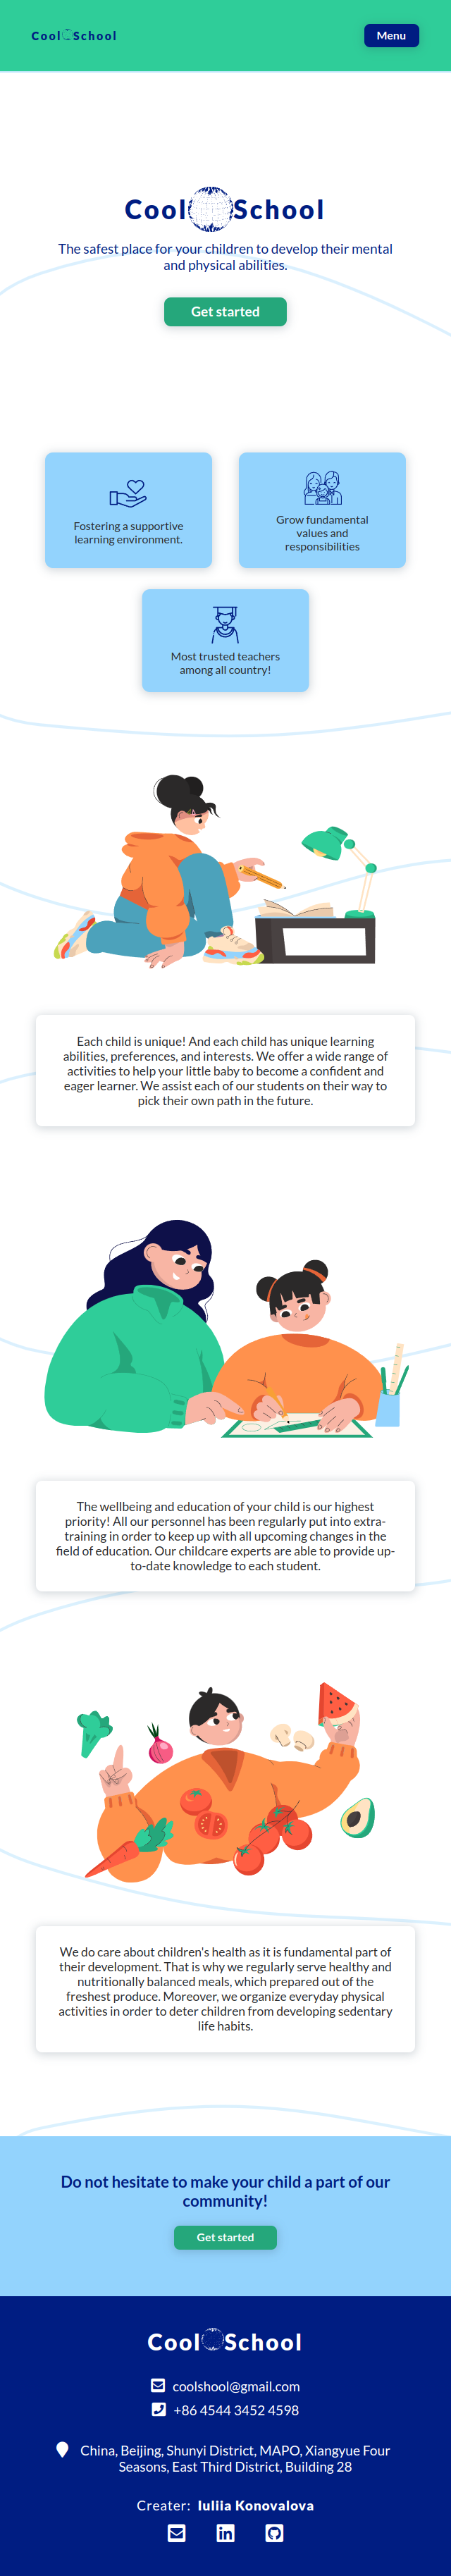 Cool School
Menu
Cool School
The safest place for your children to develop their mental
and physical abilities.
Get started
Fostering a supportive
learning environment.
Grow fundamental
values and
responsibilities
Most trusted teachers
among all country!
Each child is unique! And each child has unique learning
abilities, preferences, and interests. We offer a wide range of
activities to help your little baby to become a confident and
eager learner. We assist each of our students on their way to
pick their own path in the future.
The wellbeing and education of your child is our highest
priority! All our personnel has been regularly put into extra-
training in order to keep up with all upcoming changes in the
field of education. Our childcare experts are able to provide up-
to-date knowledge to each student.
We do care about children's health as it is fundamental part of
their development. That is why we regularly serve healthy and
nutritionally balanced meals, which prepared out of the
freshest produce. Moreover, we organize everyday physical
activities in order to deter children from developing sedentary
life habits.
Do not hesitate to make your child a part of our
community!
Get started
Cool School
coolshool@gmail.com
+86 4544 3452 4598
China, Beijing, Shunyi District, MAPO, Xiangyue Four
Seasons, East Third District, Building 28
Creater: Iuliia Konovalova